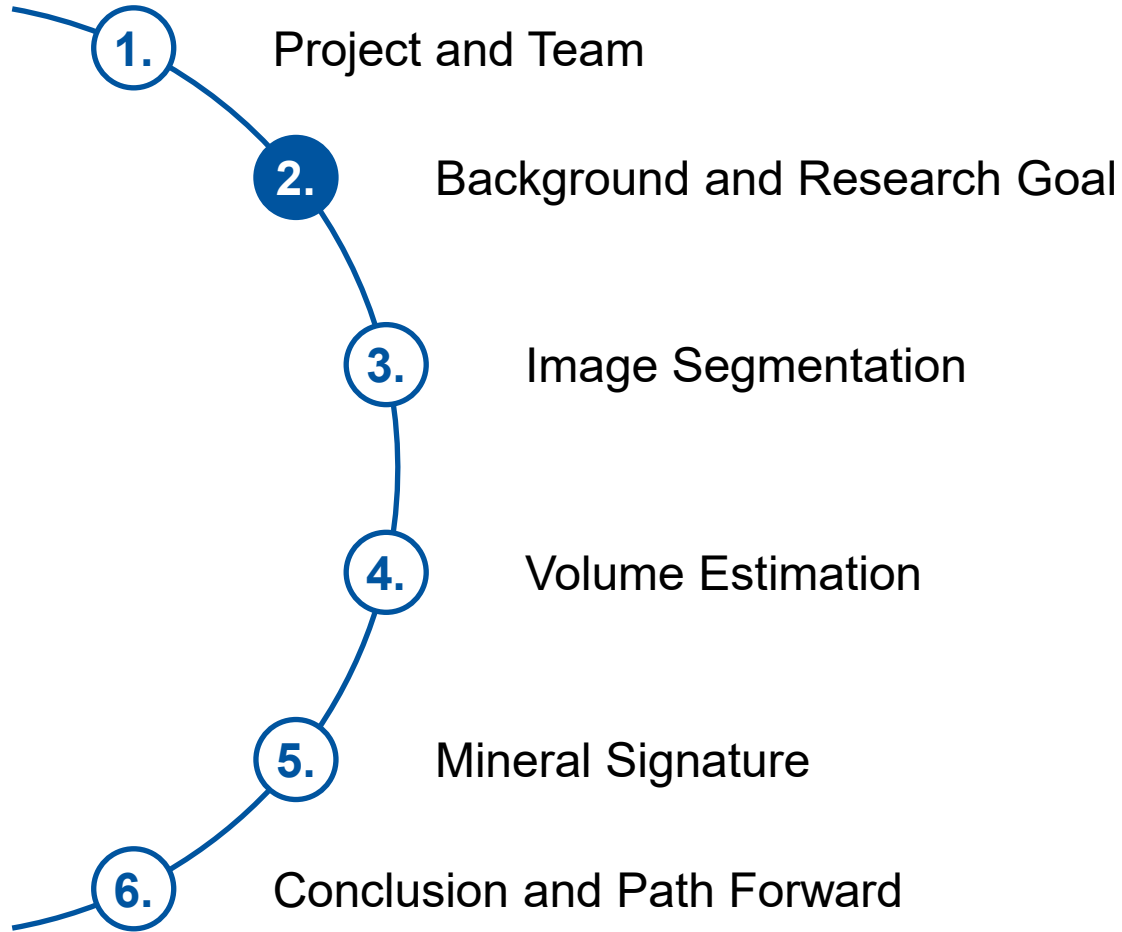 1. Project and Team
2. Background and Research Goal
3. Image Segmentation
4. Volume Estimation
5. Mineral Signature
6. Conclusion and Path Forward